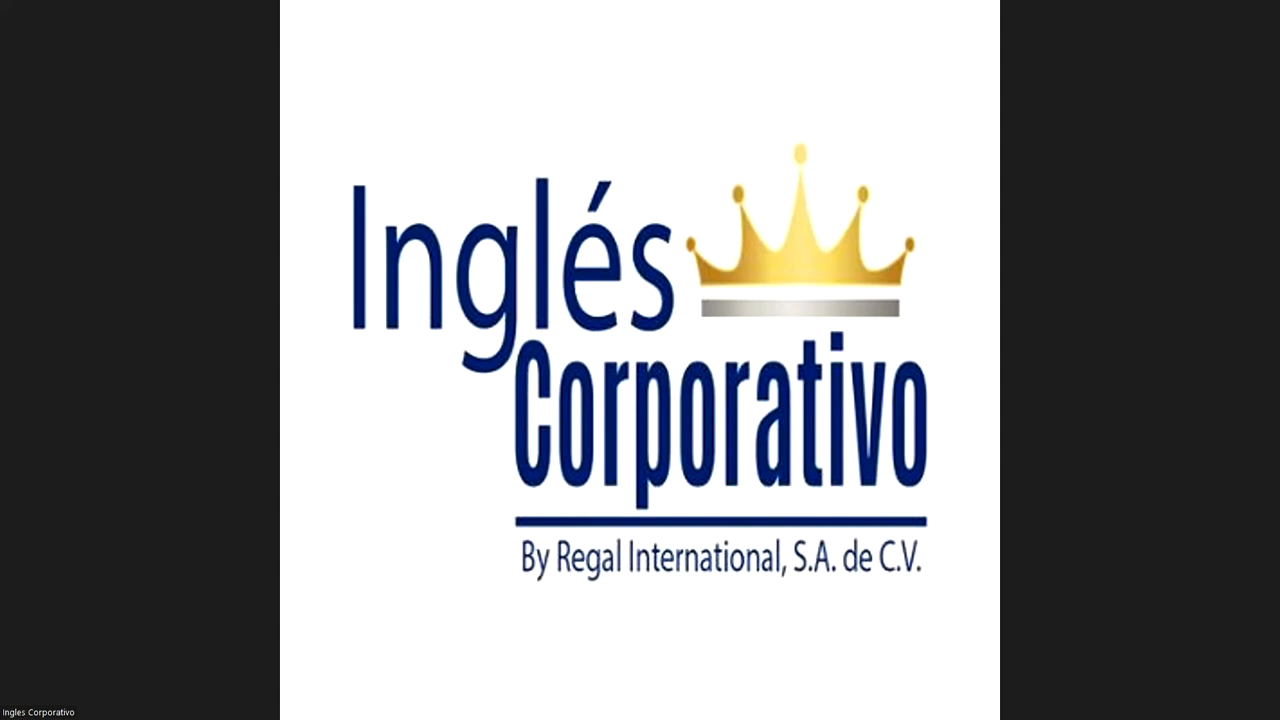 Inglés
Corporativo
By Regal International, S.A. de C.V.
Ingles Corporativo